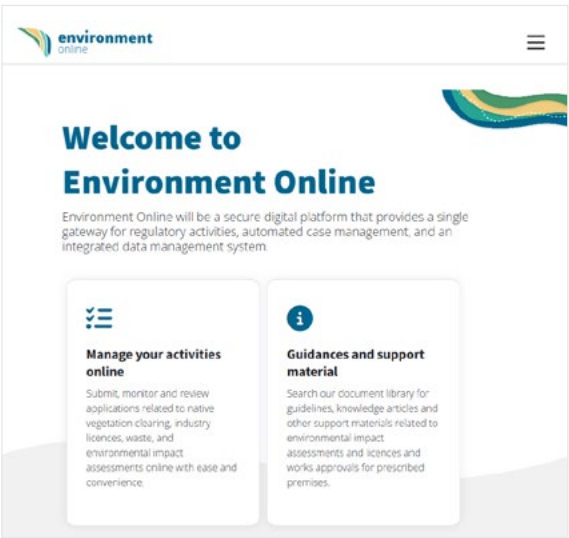 environment
online
Welcome to
Environment Online
Environment Online will be a secure digital platform that provides a single
gateway for regulatory activities, automated case management, and an
integrated data management system.
Manage your activities
online
Submit, monitor and review
applications related to native
vegetation clearing, industry
licences, waste, and
environmental impact
assessments online with ease and
convenience.
Guidances and support
material
Search our document library for
guidelines, knowledge articles and
other support materials related to
environmental impact
assessments and licences and
works approvals for prescribed
premises.